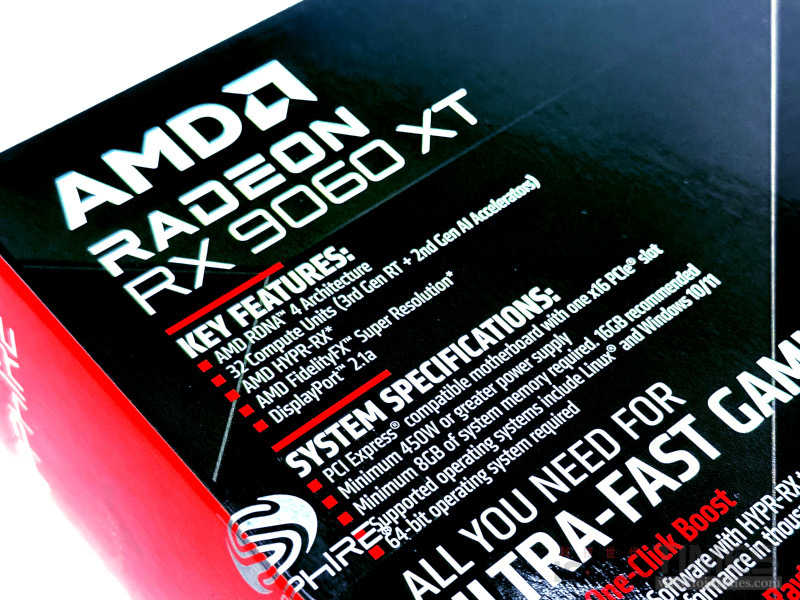 AMD
RADEON
RX 9060 XT
KEY FEATURES:
AMD RDNA™ 4 Architecture
32 Compute Units (3rd Gen RT + 2nd Gen AI Accelerators)
AMD HYPR-RX*
AMD FidelityFX™ Super Resolution*
DisplayPort™ 2.1a
SYSTEM SPECIFICATIONS:
PCI Express® compatible motherboard with one x16 PCIe® slot
Minimum 450W or greater power supply
Minimum 8GB of system memory required. 16GB recommended
Supported operating systems include Linux® and Windows 10/11
64-bit operating system required
ALL YOU NEED FOR
ULTRA-FAST GAM
One-Click Boost
Software with HYPR-RX